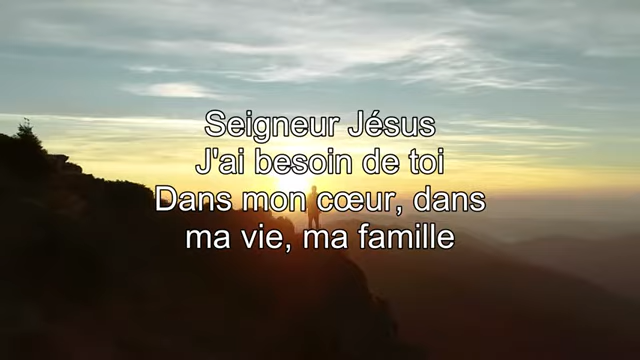 Seigneur Jésus
J'ai besoin de toi
Dans mon cœur, dans
ma vie, ma famille